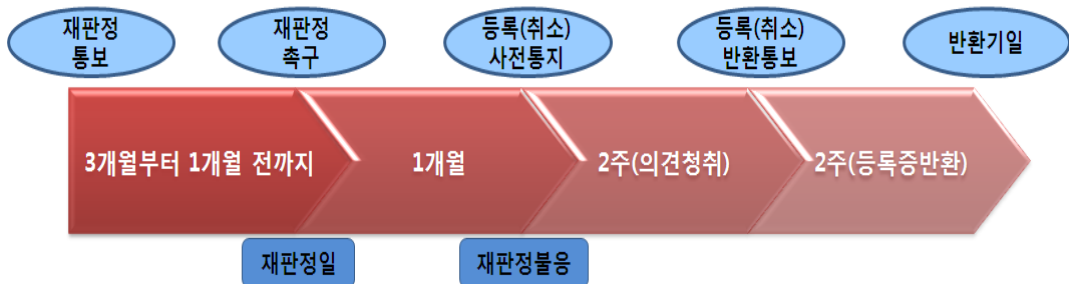 재판정
통보
재판정
촉구
등록(취소)
사전통지
등록(취소)
반환통보
반환기일
3개월부터 1개월 전까지
1개월
2주(의견청취)
2주(등록증반환)
재판정일
재판정불응